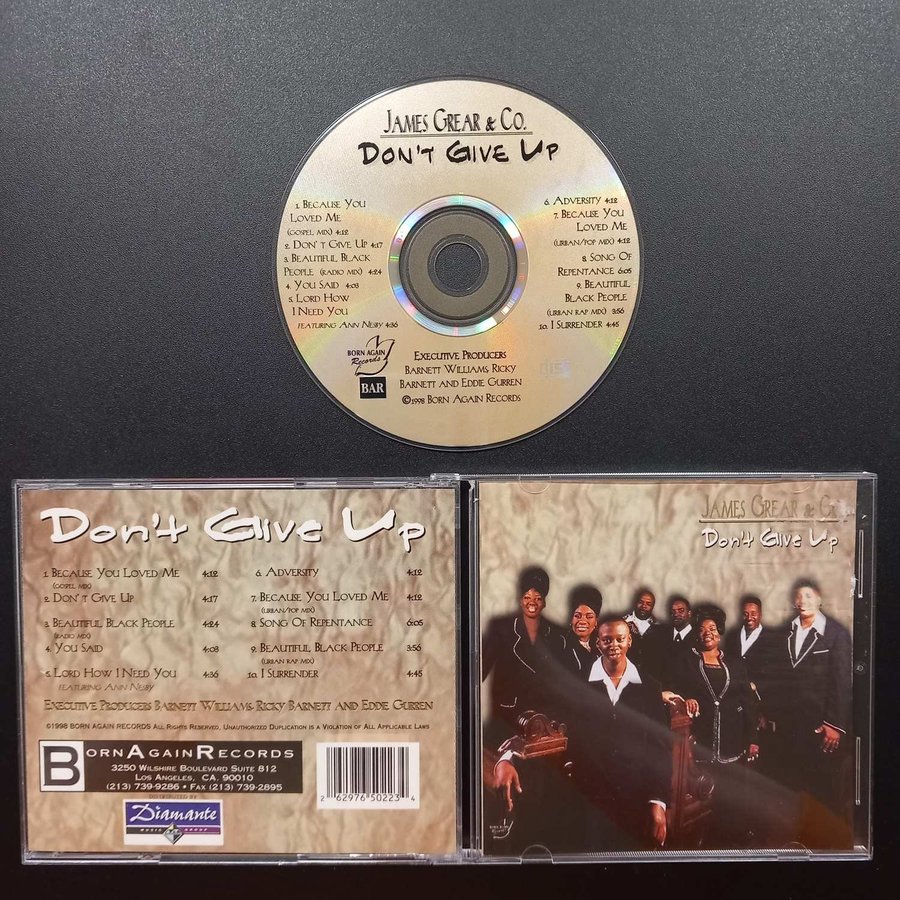 JAMES GREAR & CO.
DON'T GIVE UP
1. BECAUSE YOU
LOVED ME
(GOSPEL MIX) 4:12
2. DON'T GIVE UP 4:17
3. BEAUTIFUL BLACK
PEOPLE (RADIO MIX) 4:24
4. YOU SAID 4:03
5. LORD HOW
I NEED YOU
FEATURING ANN NESBY 4:36
6. ADVERSITY 4:12
7. BECAUSE YOU
LOVED ME
(URBAN/POP MIX) 4:12
8. SONG OF
REPENTANCE 6:05
9. BEAUTIFUL
BLACK PEOPLE
(URBAN RAP MIX) 3:56
10. I SURRENDER 4:45
BORN AGAIN
Records
BAR
EXECUTIVE PRODUCERS
BARNETT WILLIAMS, RICKY
BARNETT AND EDDIE GURREN
©1998 BORN AGAIN RECORDS
disc
Don't Give Up
1. BECAUSE YOU LOVED ME 4:12
(GOSPEL MIX)
2. DON'T GIVE UP 4:17
3. BEAUTIFUL BLACK PEOPLE 4:24
(RADIO MIX)
4. YOU SAID 4:03
5. LORD HOW I NEED YOU 4:36
FEATURING ANN NESBY
6. ADVERSITY 4:12
7. BECAUSE YOU LOVED ME 4:12
(URBAN/POP MIX)
8. SONG OF REPENTANCE 6:05
9. BEAUTIFUL BLACK PEOPLE 3:56
(URBAN RAP MIX)
10. I SURRENDER 4:45
EXECUTIVE PRODUCERS BARNETT WILLIAMS, RICKY BARNETT AND EDDIE GURREN
©1998 BORN AGAIN RECORDS ALL RIGHTS RESERVED, UNAUTHORIZED DUPLICATION IS A VIOLATION OF ALL APPLICABLE LAWS
BORNAGAINRECORDS
3250 WILSHIRE BOULEVARD SUITE 812
LOS ANGELES, CA. 90010
(213) 739-9286 • FAX (213) 739-2895
DISTRIBUTED BY
Diamante
MUSIC GROUP
2 62976 50223 4
JAMES GREAR & CO.
Don't Give Up